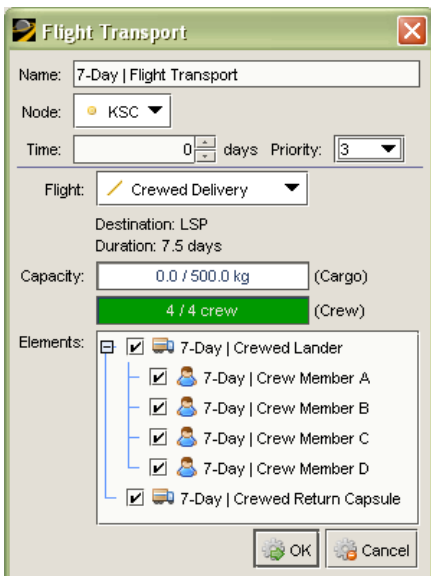 Flight Transport
Name: 7-Day | Flight Transport
Node: KSC
Time: 0 days Priority: 3
Flight: Crewed Delivery
Destination: LSP
Duration: 7.5 days
Capacity: 0.0 / 500.0 kg (Cargo)
4 / 4 crew (Crew)
Elements: 7-Day | Crewed Lander
7-Day | Crew Member A
7-Day | Crew Member B
7-Day | Crew Member C
7-Day | Crew Member D
7-Day | Crewed Return Capsule
OK Cancel